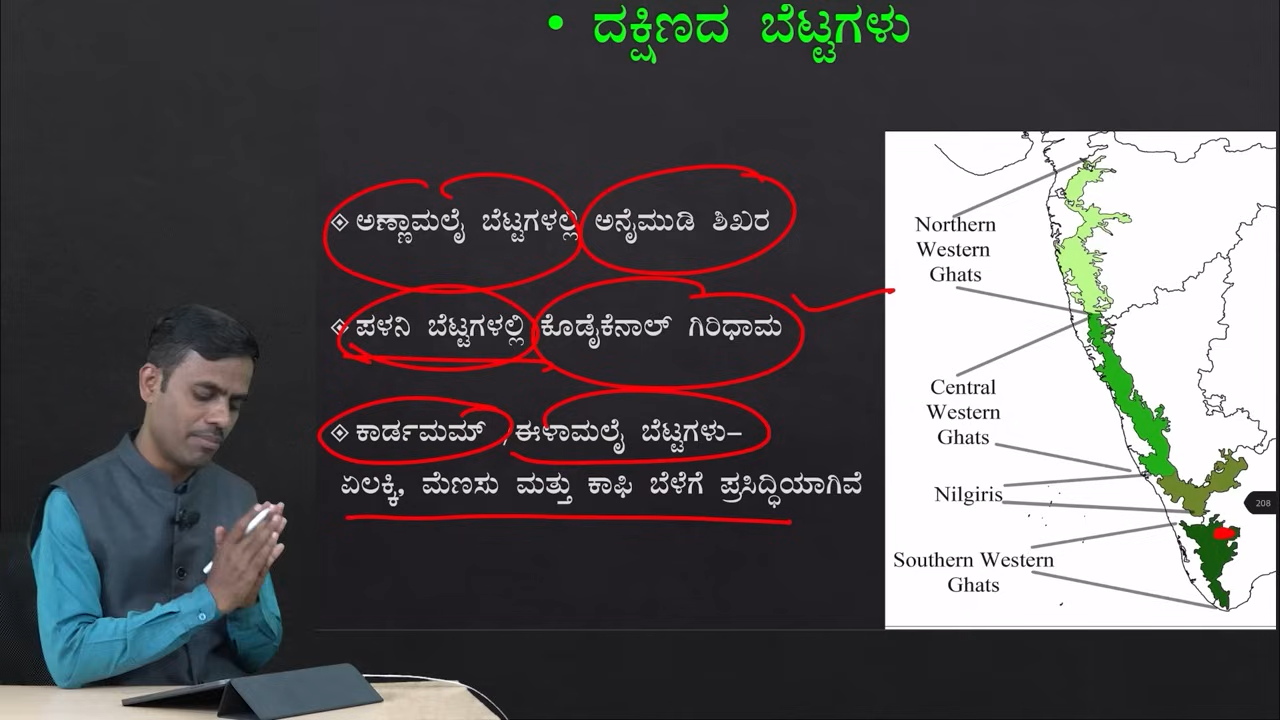 • ದಕ್ಷಿಣದ ಬೆಟ್ಟಗಳು
ಅಣ್ಣಾಮಲೈ ಬೆಟ್ಟಗಳಲ್ಲಿ ಅನೈಮುಡಿ ಶಿಖರ
ಪಳನಿ ಬೆಟ್ಟಗಳಲ್ಲಿ ಕೊಡೈಕೆನಾಲ್ ಗಿರಿಧಾಮ
ಕಾರ್ಡಮಮ್ /ಈಳಾಮಲೈ ಬೆಟ್ಟಗಳು–
ಏಲಕ್ಕಿ, ಮೆಣಸು ಮತ್ತು ಕಾಫಿ ಬೆಳೆಗೆ ಪ್ರಸಿದ್ಧಿಯಾಗಿವೆ
Northern
Western
Ghats
Central
Western
Ghats
Nilgiris
Southern Western
Ghats
208